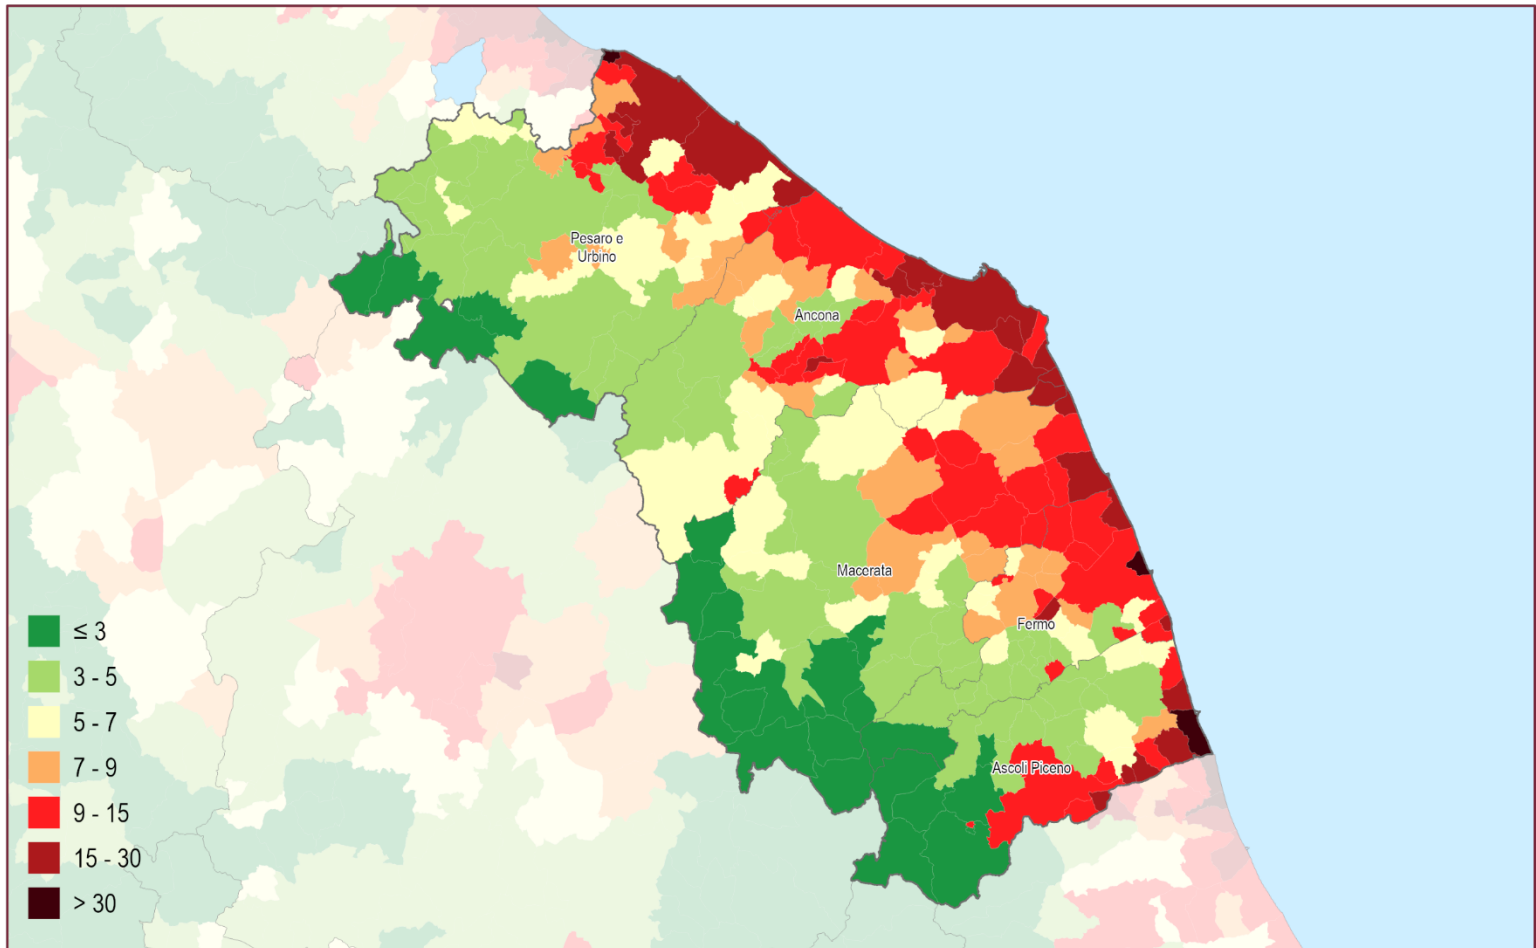 Pesaro e
Urbino
Ancona
Macerata
Fermo
Ascoli Piceno
≤ 3
3 - 5
5 - 7
7 - 9
9 - 15
15 - 30
> 30